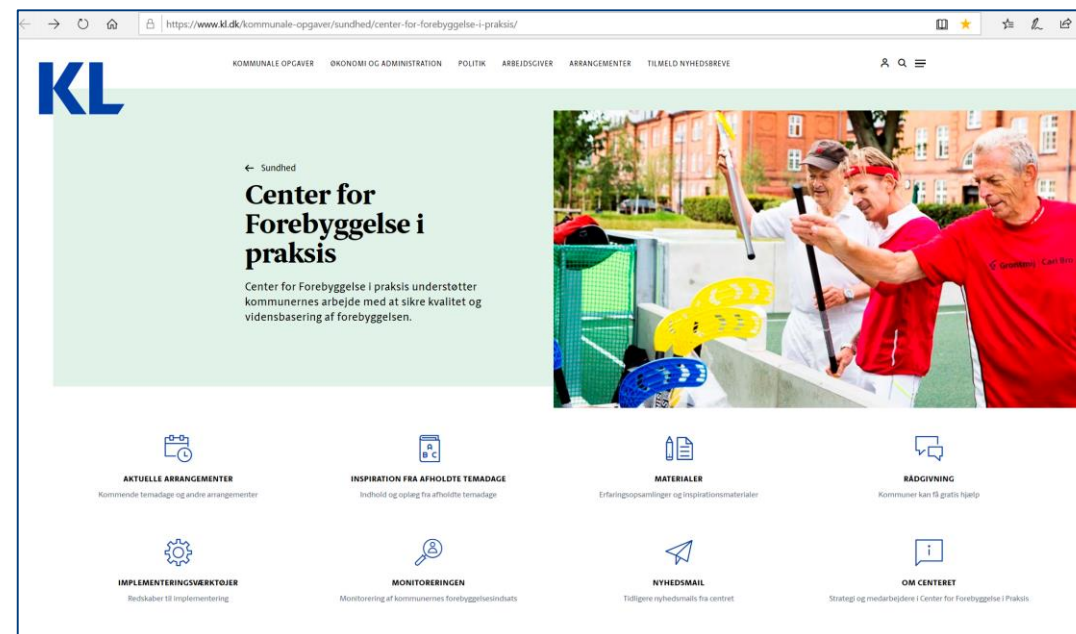 https://www.kl.dk/kommunale-opgaver/sundhed/center-for-forebyggelse-i-praksis/
KL
KOMMUNALE OPGAVER ØKONOMI OG ADMINISTRATION POLITIK ARBEJDSGIVER ARRANGEMENTER TILMELD NYHEDSBREVE
← Sundhed
Center for
Forebyggelse i
praksis
Center for Forebyggelse i praksis understøtter
kommunernes arbejde med at sikre kvalitet og
vidensbasering af forebyggelsen.
AKTUELLE ARRANGEMENTER
Kommende temadage og andre arrangementer
A
B C
INSPIRATION FRA AFHOLDTE TEMADAGE
Indhold og oplæg fra afholdte temadage
MATERIALER
Erfaringsopsamlinger og inspirationsmaterialer
RÅDGIVNING
Kommuner kan få gratis hjælp
IMPLEMENTERINGSVÆRKTØJER
Redskaber til implementering
MONITORERINGEN
Monitorering af kommunernes forebyggelsesindsats
NYHEDSMAIL
Tidligere nyhedsmails fra centret
i
OM CENTERET
Strategi og medarbejdere i Center for Forebyggelse i Praksis